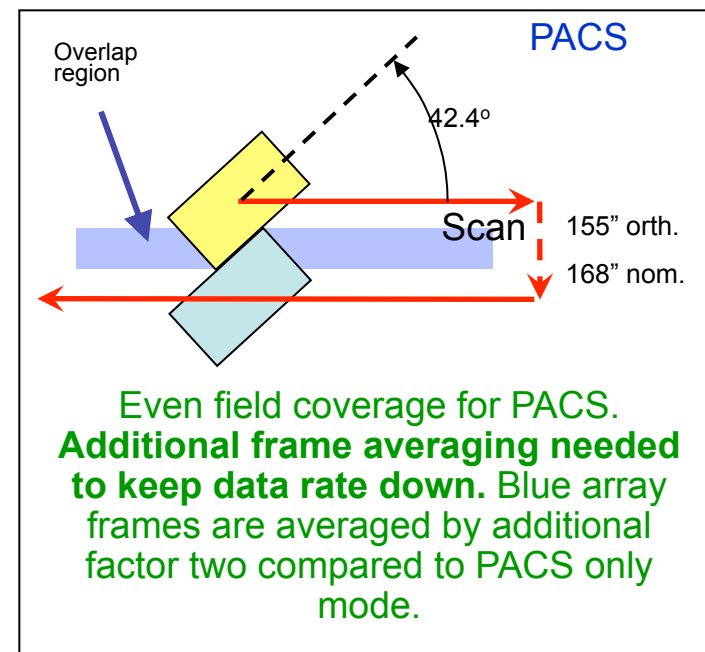 PACS
Overlap
region
42.4º
Scan
155” orth.
168” nom.
Even field coverage for PACS.
Additional frame averaging needed
to keep data rate down. Blue array
frames are averaged by additional
factor two compared to PACS only
mode.